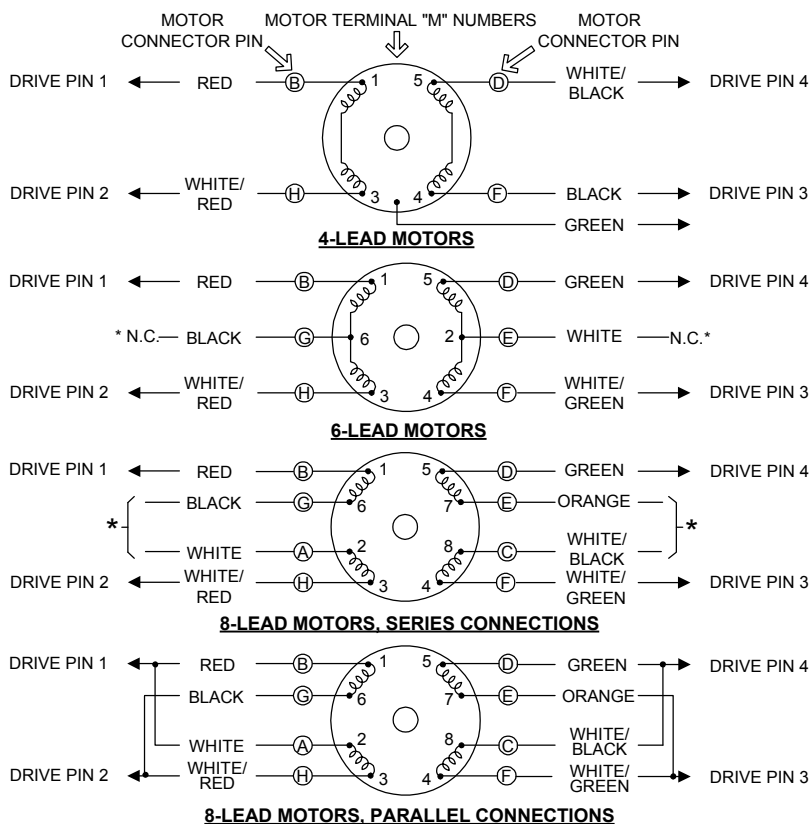 MOTOR CONNECTOR PIN
MOTOR TERMINAL "M" NUMBERS
MOTOR CONNECTOR PIN
DRIVE PIN 1 RED B 1 5 D WHITE/ BLACK DRIVE PIN 4
DRIVE PIN 2 WHITE/ RED H 3 4 F BLACK DRIVE PIN 3
GREEN
4-LEAD MOTORS
DRIVE PIN 1 RED B 1 5 D GREEN DRIVE PIN 4
* N.C. BLACK G 6 2 E WHITE N.C.*
DRIVE PIN 2 WHITE/ RED H 3 4 F WHITE/ GREEN DRIVE PIN 3
6-LEAD MOTORS
DRIVE PIN 1 RED B 1 5 D GREEN DRIVE PIN 4
BLACK G 6 7 E ORANGE
* *
WHITE A 2 8 C WHITE/ BLACK
DRIVE PIN 2 WHITE/ RED H 3 4 F WHITE/ GREEN DRIVE PIN 3
8-LEAD MOTORS, SERIES CONNECTIONS
DRIVE PIN 1 RED B 1 5 D GREEN DRIVE PIN 4
BLACK G 6 7 E ORANGE
WHITE A 2 8 C WHITE/ BLACK
DRIVE PIN 2 WHITE/ RED H 3 4 F WHITE/ GREEN DRIVE PIN 3
8-LEAD MOTORS, PARALLEL CONNECTIONS